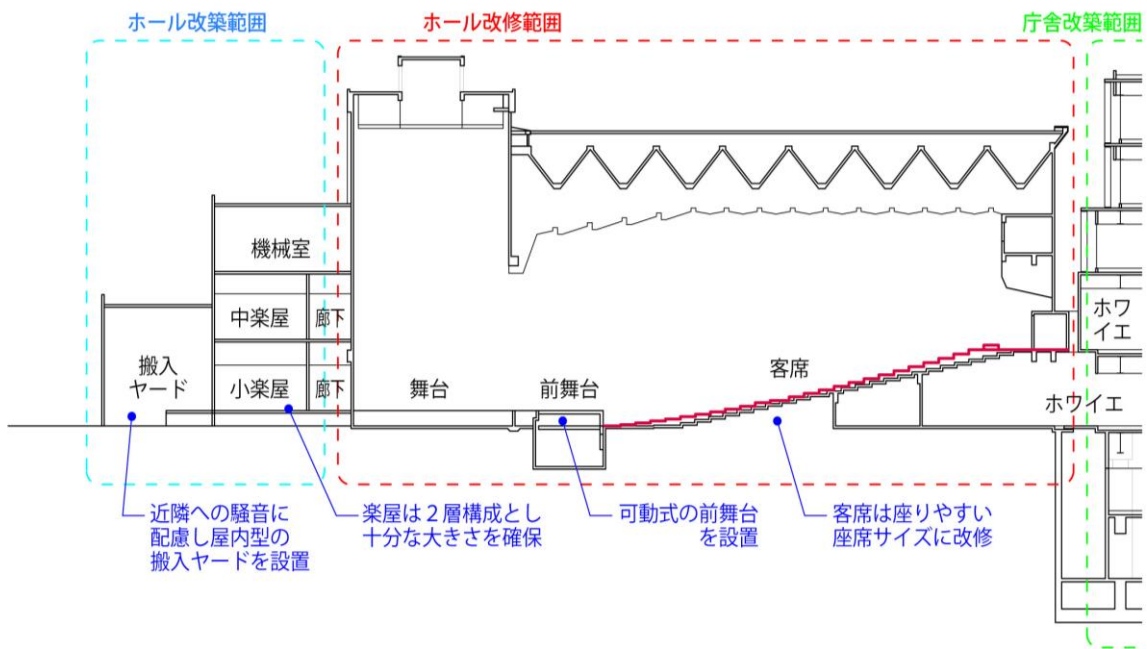 ホール改築範囲
ホール改修範囲
庁舎改築範囲
機械室
中楽屋
廊下
ホワ
イエ
搬入
ヤード
小楽屋
廊下
舞台
前舞台
客席
ホワイエ
近隣への騒音に
配慮し屋内型の
搬入ヤードを設置
楽屋は2層構成とし
十分な大きさを確保
可動式の前舞台
を設置
客席は座りやすい
座席サイズに改修